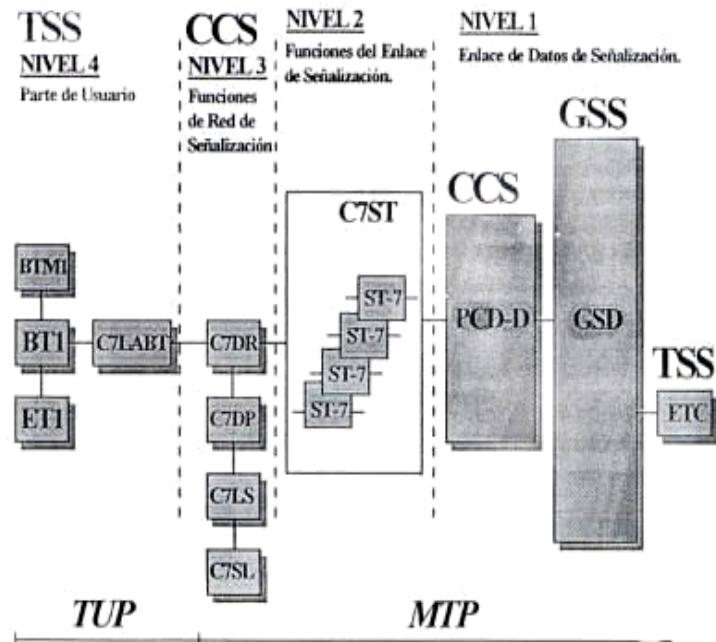 TSS
NIVEL 4
Parte de Usuario
CCS
NIVEL 3
Funciones
de Red de
Señalización
NIVEL 2
Funciones del Enlace
de Señalización.
NIVEL 1
Enlace de Datos de Señalización.
GSS
CCS
C7ST
BTM1
BT1
C7LABT
ET1
C7DR
C7DP
C7LS
C7SL
ST-7
ST-7
ST-7
ST-7
PCD-D
GSD
TSS
ETC
TUP
MTP